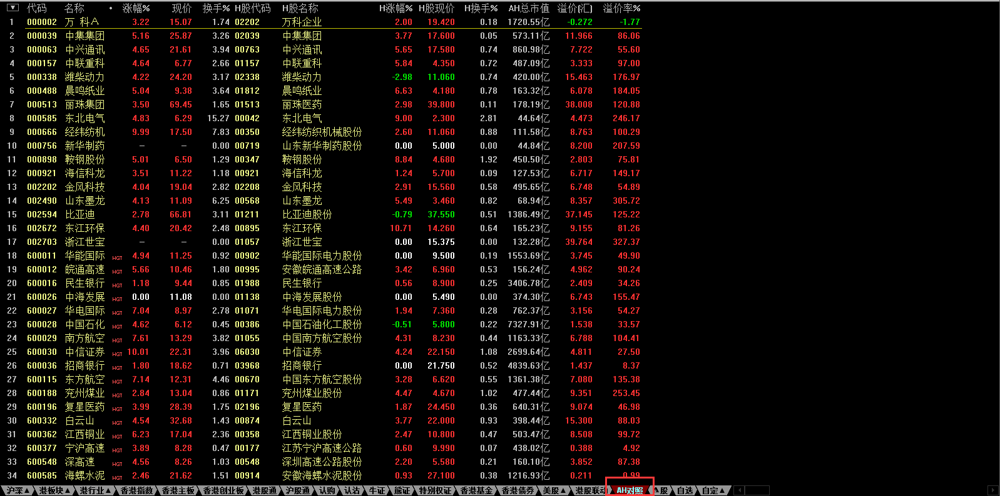 代码 名称 • 涨幅% 现价 换手% H股代码 H股名称 H涨幅% H股现价 H换手% AH总市值 溢价(汇) 溢价率%
1 000002 万 科A 3.22 15.07 1.74 02202 万科企业 2.00 19.420 0.18 1720.55亿 -0.272 -1.77
2 000039 中集集团 5.16 25.87 3.26 02039 中集集团 3.77 17.600 0.05 573.11亿 11.966 86.06
3 000063 中兴通讯 4.65 21.61 3.94 00763 中兴通讯 5.65 17.580 0.74 860.98亿 7.722 55.60
4 000157 中联重科 4.64 6.77 2.66 01157 中联重科 5.84 4.350 0.72 487.09亿 3.333 97.00
5 000338 潍柴动力 4.22 24.20 3.17 02338 潍柴动力 -2.98 11.060 0.74 420.00亿 15.463 176.97
6 000488 晨鸣纸业 5.04 9.38 3.64 01812 晨鸣纸业 6.63 4.180 0.78 163.32亿 6.078 184.05
7 000513 丽珠集团 3.50 69.45 1.65 01513 丽珠医药 2.98 39.800 0.11 178.19亿 38.008 120.88
8 000585 东北电气 4.83 6.29 15.27 00042 东北电气 9.00 2.300 2.81 44.64亿 4.473 246.17
9 000666 经纬纺机 9.99 17.50 7.83 00350 经纬纺织机械股份 2.60 11.060 0.88 111.58亿 8.763 100.29
10 000756 新华制药 — — 0.00 00719 山东新华制药股份 0.00 5.000 0.00 44.84亿 8.200 207.59
11 000898 鞍钢股份 5.01 6.50 1.29 00347 鞍钢股份 8.84 4.680 1.92 450.50亿 2.803 75.81
12 000921 海信科龙 3.51 11.22 1.18 00921 海信科龙 1.24 5.700 0.09 127.53亿 6.717 149.17
13 002202 金风科技 4.04 19.04 2.82 02208 金风科技 2.91 15.560 0.58 495.65亿 6.748 54.89
14 002490 山东墨龙 4.13 11.09 6.25 00568 山东墨龙 5.49 3.460 0.82 68.94亿 8.357 305.72
15 002594 比亚迪 2.78 66.81 3.11 01211 比亚迪股份 -0.79 37.550 0.51 1386.49亿 37.145 125.22
16 002672 东江环保 4.40 20.42 2.48 00895 东江环保 10.71 14.260 0.64 165.23亿 9.155 81.26
17 002703 浙江世宝 — — 0.00 01057 浙江世宝 0.00 15.375 0.00 132.28亿 39.764 327.37
18 600011 华能国际 HGT 4.94 11.25 0.92 00902 华能国际电力股份 0.00 9.500 0.19 1553.69亿 3.745 49.90
19 600012 皖通高速 HGT 5.66 10.46 1.80 00995 安徽皖通高速公路 3.42 6.960 0.53 156.24亿 4.962 90.24
20 600016 民生银行 HGT 1.18 9.44 0.85 01988 民生银行 0.56 8.900 0.25 3406.78亿 2.409 34.26
21 600026 中海发展 HGT 0.00 11.08 0.00 01138 中海发展股份 0.00 5.490 0.00 374.30亿 6.743 155.47
22 600027 华电国际 HGT 7.04 8.97 2.78 01071 华电国际电力股份 1.94 7.360 0.28 762.37亿 3.156 54.27
23 600028 中国石化 HGT 4.62 6.12 0.45 00386 中国石油化工股份 -0.51 5.800 0.22 7327.91亿 1.538 33.57
24 600029 南方航空 HGT 7.61 13.29 3.82 01055 中国南方航空股份 4.31 8.230 0.44 1163.33亿 6.788 104.41
25 600030 中信证券 HGT 10.01 22.31 3.96 06030 中信证券 4.24 22.150 1.08 2699.64亿 4.811 27.50
26 600036 招商银行 HGT 1.80 18.62 0.71 03968 招商银行 0.00 21.750 0.52 4839.63亿 1.437 8.37
27 600115 东方航空 HGT 7.14 12.31 4.46 00670 中国东方航空股份 3.28 6.620 0.55 1361.38亿 7.080 135.38
28 600188 兖州煤业 HGT 2.84 13.04 0.86 01171 兖州煤业股份 4.47 4.670 1.02 477.44亿 9.351 253.45
29 600196 复星医药 HGT 3.99 28.39 1.75 02196 复星医药 1.87 24.450 0.36 640.31亿 9.074 46.98
30 600332 白云山 HGT 4.54 32.68 1.43 00874 白云山 3.77 22.000 0.93 398.44亿 15.300 88.03
31 600362 江西铜业 HGT 6.23 17.04 2.36 00358 江西铜业股份 2.47 10.800 0.47 503.47亿 8.508 99.72
32 600377 宁沪高速 HGT 3.89 8.28 0.47 00177 江苏宁沪高速公路 0.60 9.990 0.07 438.02亿 0.388 4.92
33 600548 深高速 HGT 4.56 8.26 1.03 00548 深圳高速公路股份 2.20 5.580 0.21 160.10亿 3.852 87.38
34 600585 海螺水泥 HGT 2.46 21.62 1.51 00914 安徽海螺水泥股份 0.93 27.100 0.38 1216.93亿 0.211 0.99
沪深▲ 港板块▲ 港行业▲ 香港指数 香港主板 香港创业板 港股通 沪股通 认购 认沽 牛证 熊证 特别权证 香港基金 香港债券 美股▲ 港股联动 AH对照 股 自选 自定▲